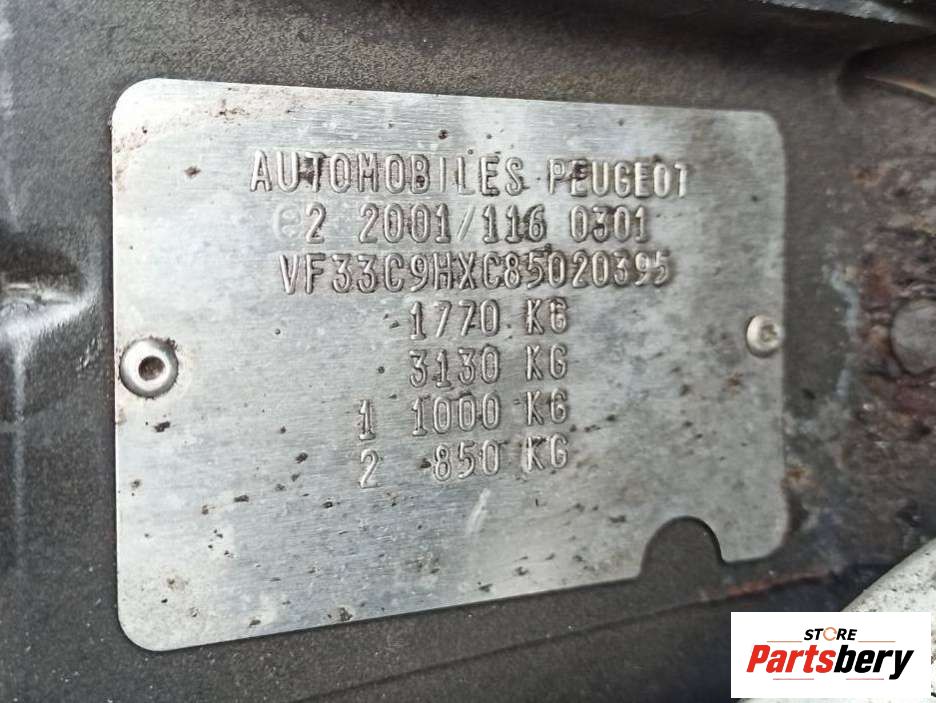 AUTOMOBILES PEUGEOT
e2 2001/116 0301
VF33C9HXC85020395
1770 KG
3130 KG
1 1000 KG
2 850 KG
STORE
Partsbery